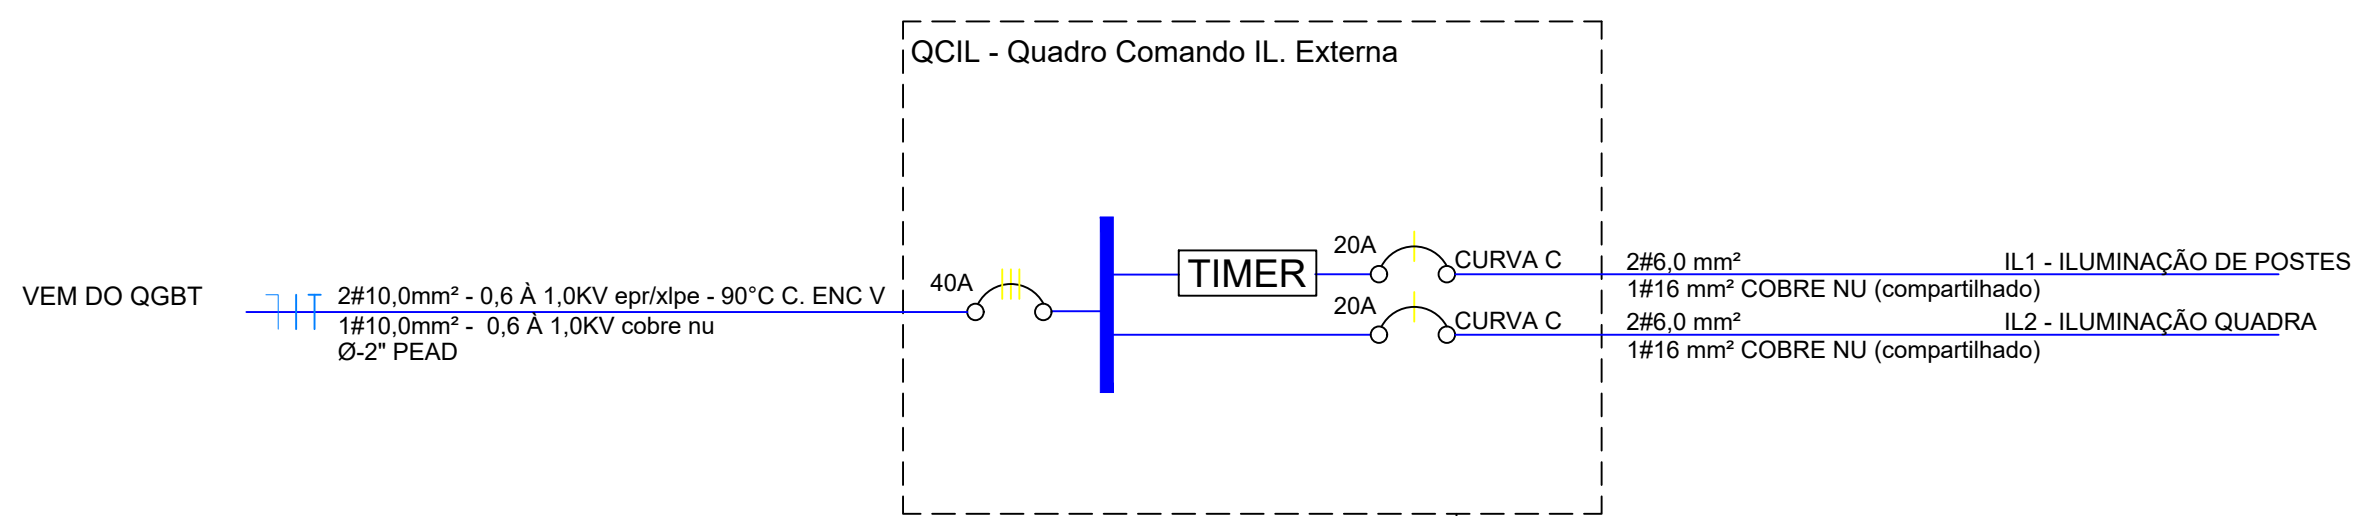 QCIL - Quadro Comando IL. Externa
VEM DO QGBT
2#10,0mm² - 0,6 À 1,0KV epr/xlpe - 90°C C. ENC V
1#10,0mm² - 0,6 À 1,0KV cobre nu
Ø-2" PEAD
40A
TIMER
20A
CURVA C
2#6,0 mm²
IL1 - ILUMINAÇÃO DE POSTES
1#16 mm² COBRE NU (compartilhado)
20A
CURVA C
2#6,0 mm²
IL2 - ILUMINAÇÃO QUADRA
1#16 mm² COBRE NU (compartilhado)